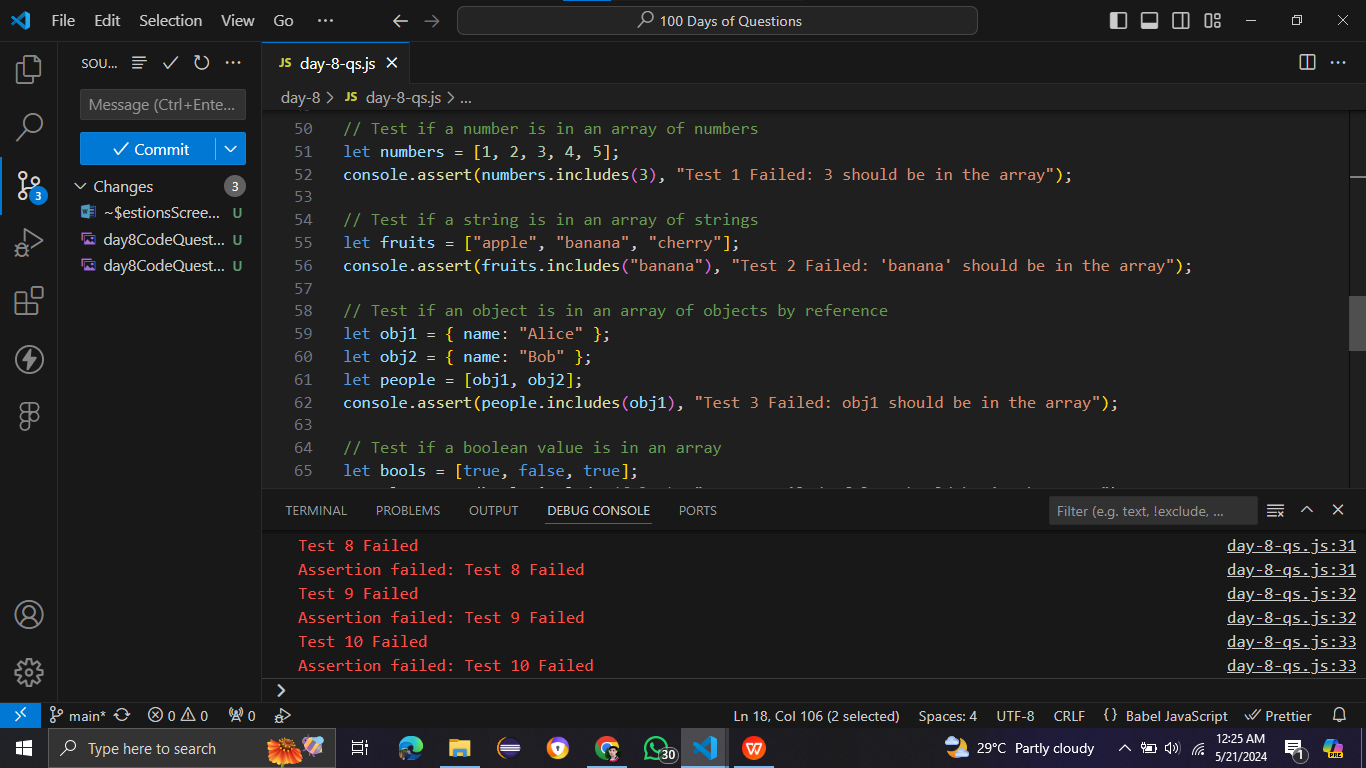 File Edit Selection View Go ···
100 Days of Questions
SOU... ···
JS day-8-qs.js
Message (Ctrl+Ente...
Commit
Changes 3
~$estionsScree... U
day8CodeQuest... U
day8CodeQuest... U
3
day-8 > JS day-8-qs.js > ...
50 // Test if a number is in an array of numbers
51 let numbers = [1, 2, 3, 4, 5];
52 console.assert(numbers.includes(3), "Test 1 Failed: 3 should be in the array");
53
54 // Test if a string is in an array of strings
55 let fruits = ["apple", "banana", "cherry"];
56 console.assert(fruits.includes("banana"), "Test 2 Failed: 'banana' should be in the array");
57
58 // Test if an object is in an array of objects by reference
59 let obj1 = { name: "Alice" };
60 let obj2 = { name: "Bob" };
61 let people = [obj1, obj2];
62 console.assert(people.includes(obj1), "Test 3 Failed: obj1 should be in the array");
63
64 // Test if a boolean value is in an array
65 let bools = [true, false, true];
TERMINAL PROBLEMS OUTPUT DEBUG CONSOLE PORTS Filter (e.g. text, !exclude, ...
Test 8 Failed day-8-qs.js:31
Assertion failed: Test 8 Failed day-8-qs.js:31
Test 9 Failed day-8-qs.js:32
Assertion failed: Test 9 Failed day-8-qs.js:32
Test 10 Failed day-8-qs.js:33
Assertion failed: Test 10 Failed day-8-qs.js:33
>
main* 0 0 0 Ln 18, Col 106 (2 selected) Spaces: 4 UTF-8 CRLF {} Babel JavaScript Prettier
Type here to search 30 29°C Partly cloudy 12:25 AM
5/21/2024 1 PRE